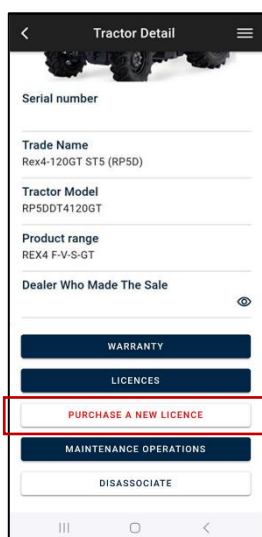 Tractor Detail
Serial number
Trade Name
Rex4-120GT ST5 (RP5D)
Tractor Model
RP5DDT4120GT
Product range
REX4 F-V-S-GT
Dealer Who Made The Sale
WARRANTY
LICENCES
PURCHASE A NEW LICENCE
MAINTENANCE OPERATIONS
DISASSOCIATE